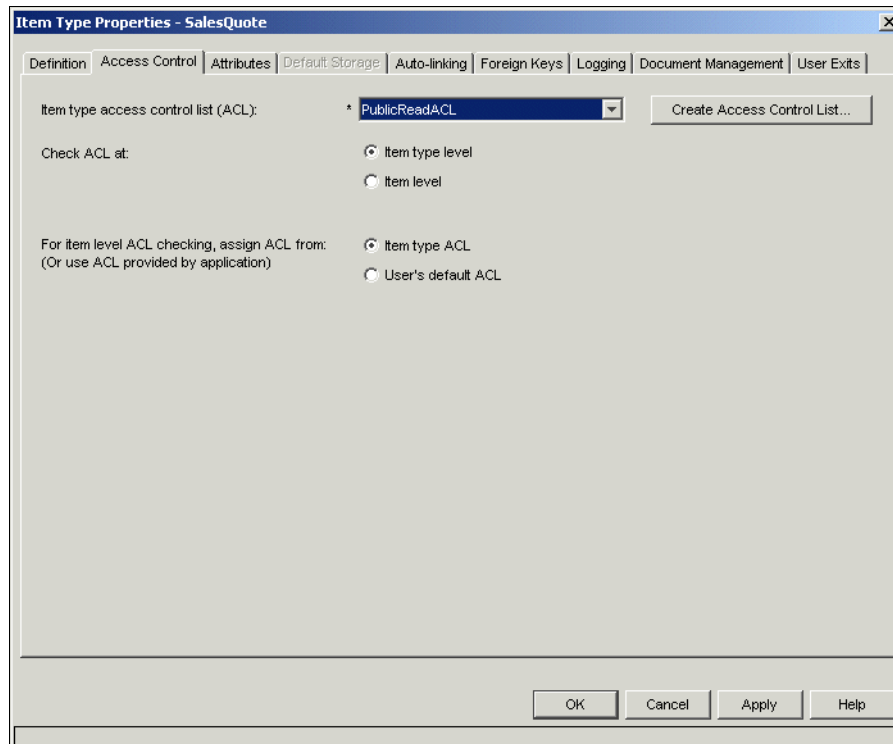 Item Type Properties - SalesQuote
Definition Access Control Attributes Default Storage Auto-linking Foreign Keys Logging Document Management User Exits
Item type access control list (ACL): * PublicReadACL Create Access Control List...
Check ACL at: Item type level
Item level
For item level ACL checking, assign ACL from: Item type ACL
(Or use ACL provided by application)
User's default ACL
OK Cancel Apply Help